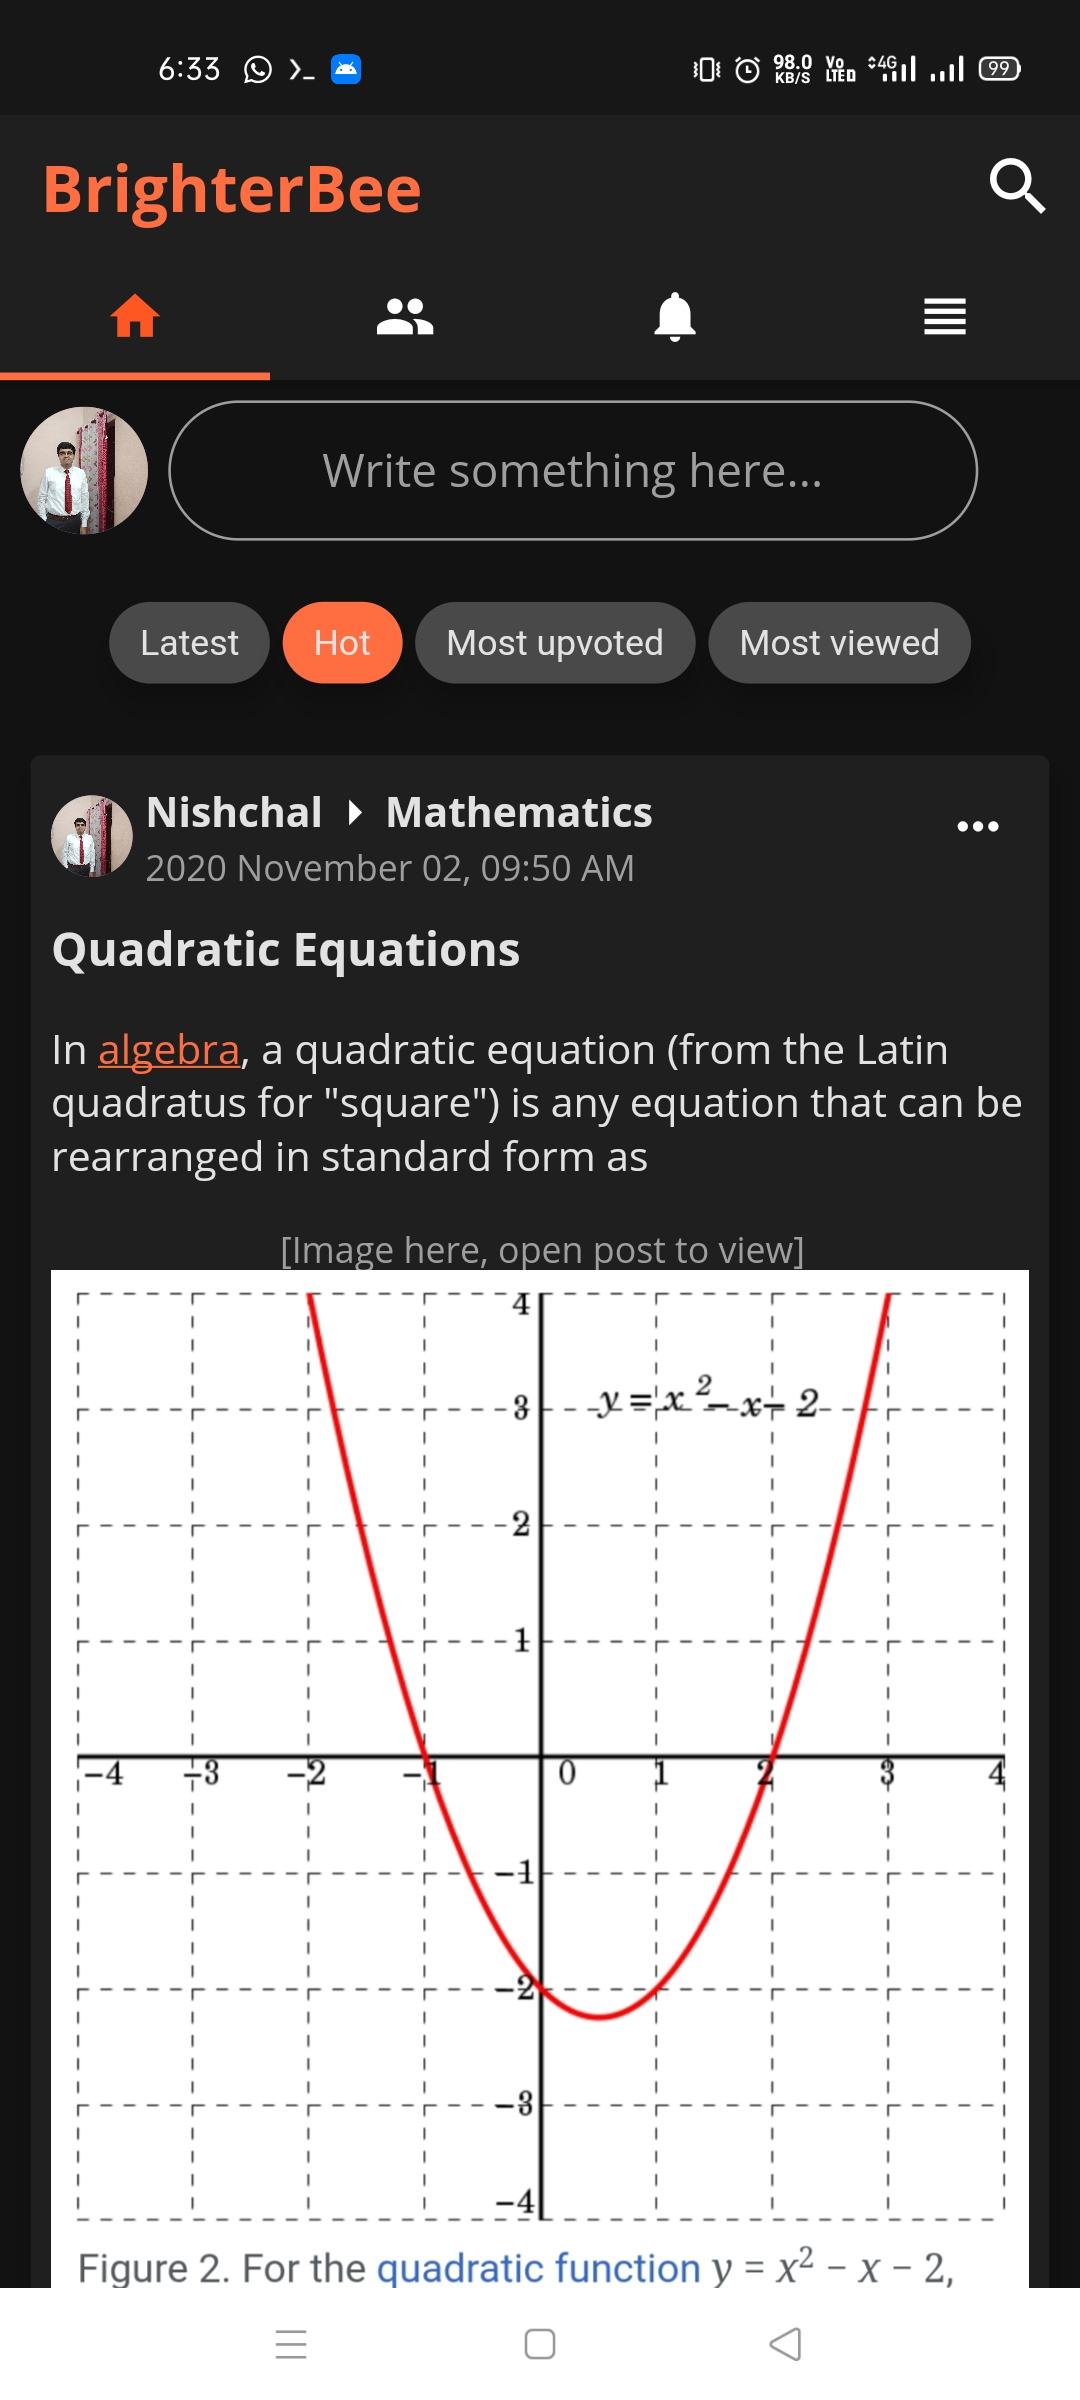 6:33 98.0 KB/S Vo LTE D 4G 99
BrighterBee
Write something here...
Latest Hot Most upvoted Most viewed
Nishchal Mathematics
2020 November 02, 09:50 AM
Quadratic Equations
In algebra, a quadratic equation (from the Latin
quadratus for "square") is any equation that can be
rearranged in standard form as
[Image here, open post to view]
4
y = x² − x − 2
3
2
1
−4 −3 −2 −1 0 1 2 3 4
−1
−2
−3
−4
Figure 2. For the quadratic function y = x² − x − 2,